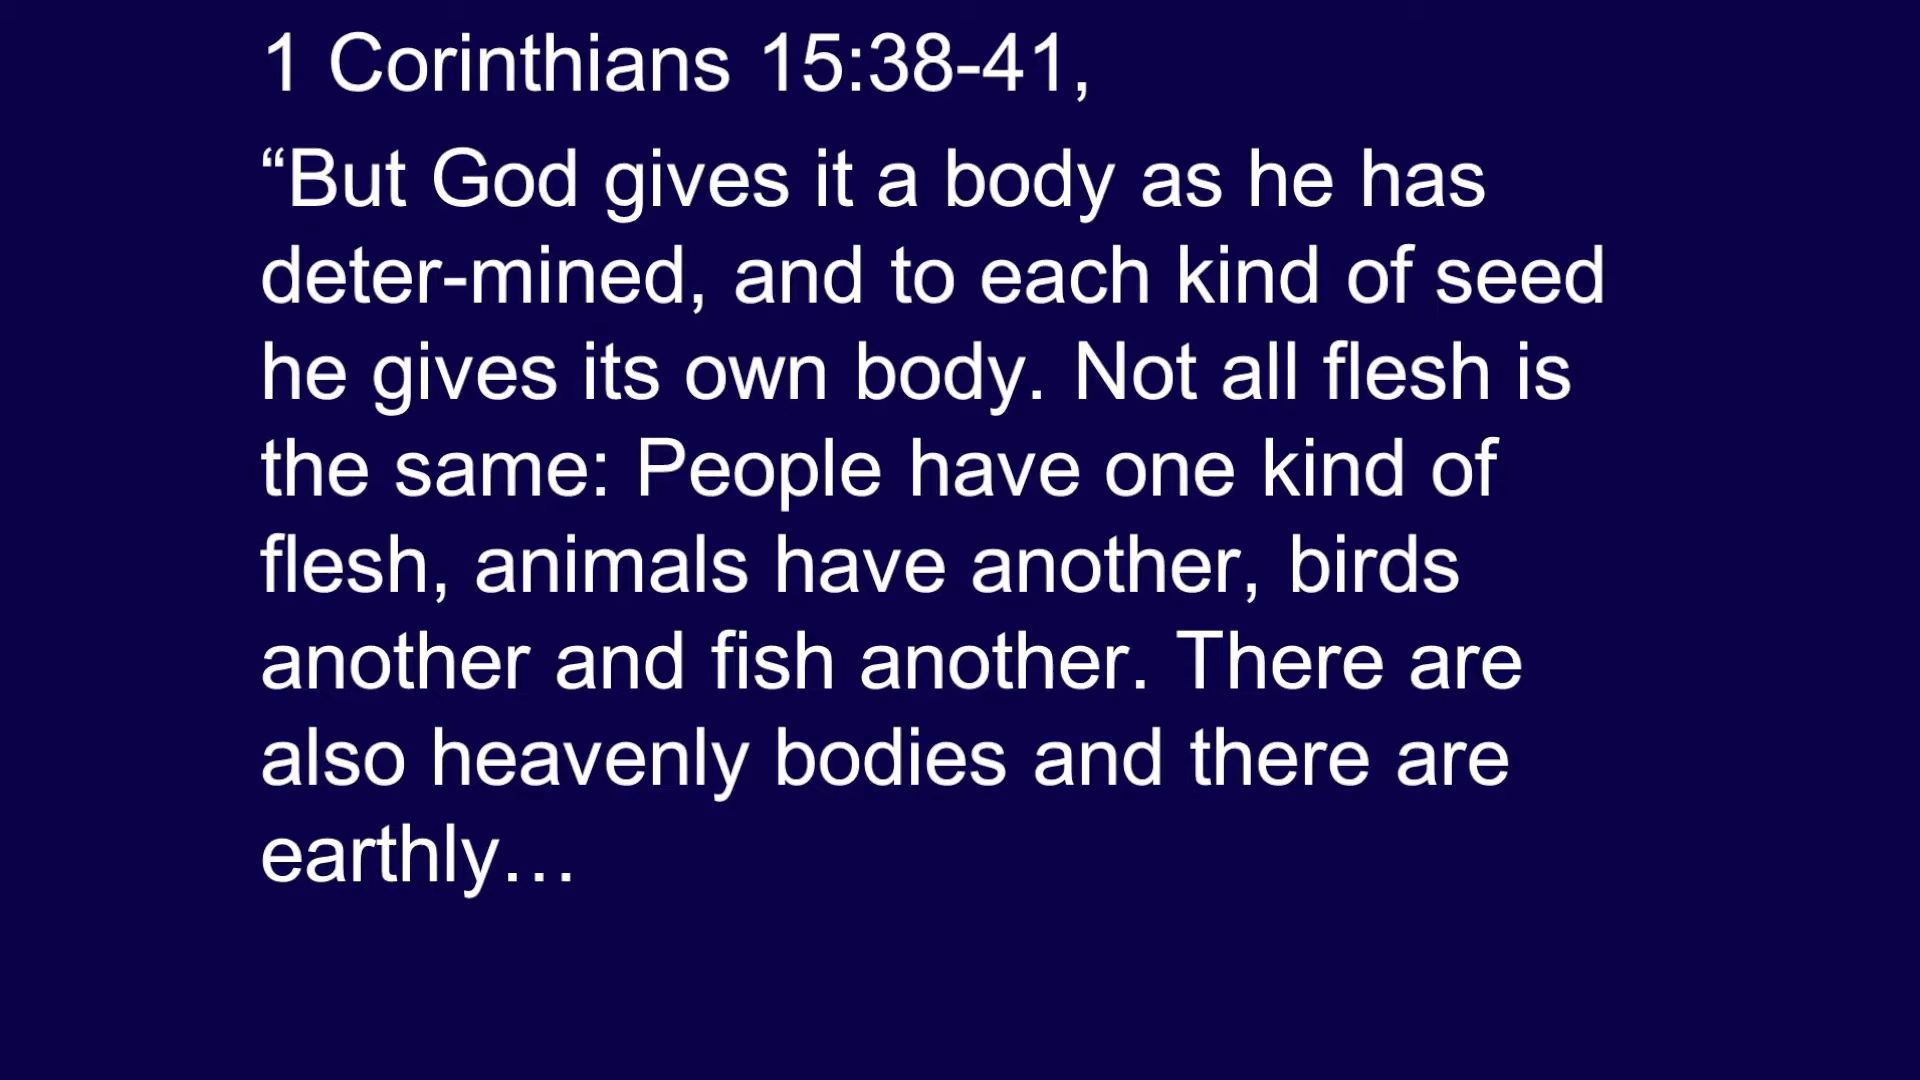 1 Corinthians 15:38-41,
“But God gives it a body as he has
deter-mined, and to each kind of seed
he gives its own body. Not all flesh is
the same: People have one kind of
flesh, animals have another, birds
another and fish another. There are
also heavenly bodies and there are
earthly…